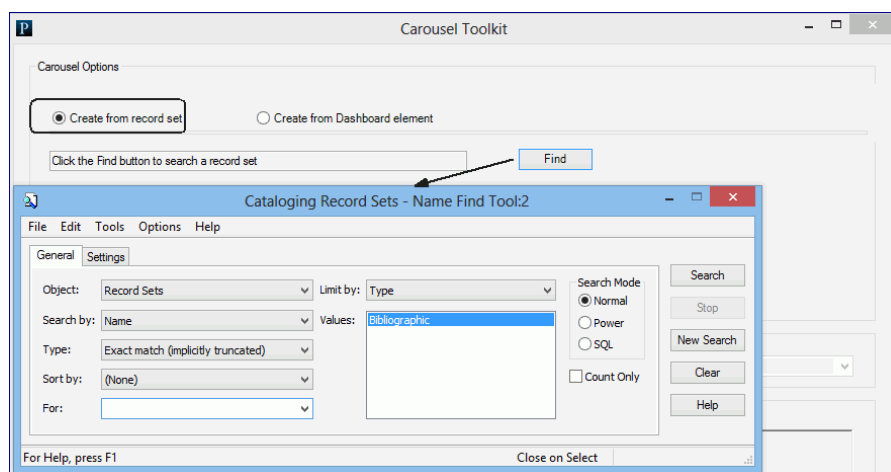 P
Carousel Toolkit
Carousel Options
Create from record set
Create from Dashboard element
Click the Find button to search a record set
Find
Cataloging Record Sets - Name Find Tool:2
File Edit Tools Options Help
General Settings
Object: Record Sets Limit by: Type Search Mode
Normal
Power
SQL
Search by: Name Values: Bibliographic
Type: Exact match (implicitly truncated)
Sort by: (None) Count Only
For:
Search
Stop
New Search
Clear
Help
For Help, press F1 Close on Select